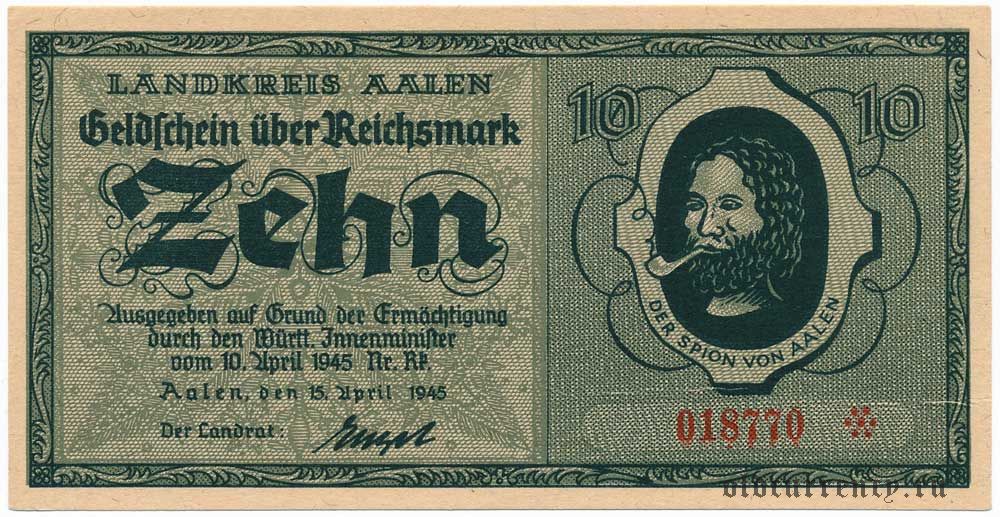 LANDKREIS AALEN
Geldschein über Reichsmark
Zehn
Ausgegeben auf Grund der Ermächtigung
durch den Württ. Innenminister
vom 10. April 1945 Nr. Rk.
Aalen, den 15. April 1945
Der Landrat:
10
10
DER SPION VON AALEN
018770
oldcurrency.ru